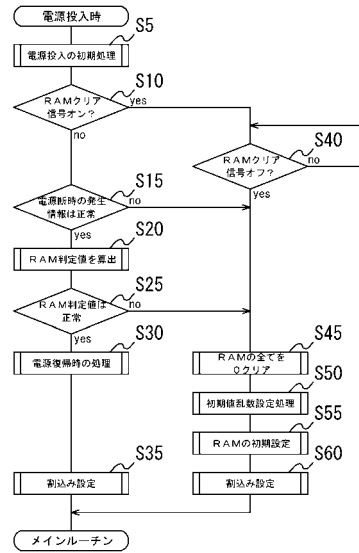 電源投入時
S5
電源投入の初期処理
S10
RAMクリア
信号オン?
yes
no
S40
RAMクリア
信号オフ?
no
yes
S15
電源断時の発生
情報は正常
no
yes
S20
RAM判定値を算出
S25
RAM判定値は
正常
no
yes
S30
電源復帰時の処理
S45
RAMの全てを
0クリア
S50
初期値乱数設定処理
S55
RAMの初期設定
S35
割込み設定
S60
割込み設定
メインルーチン